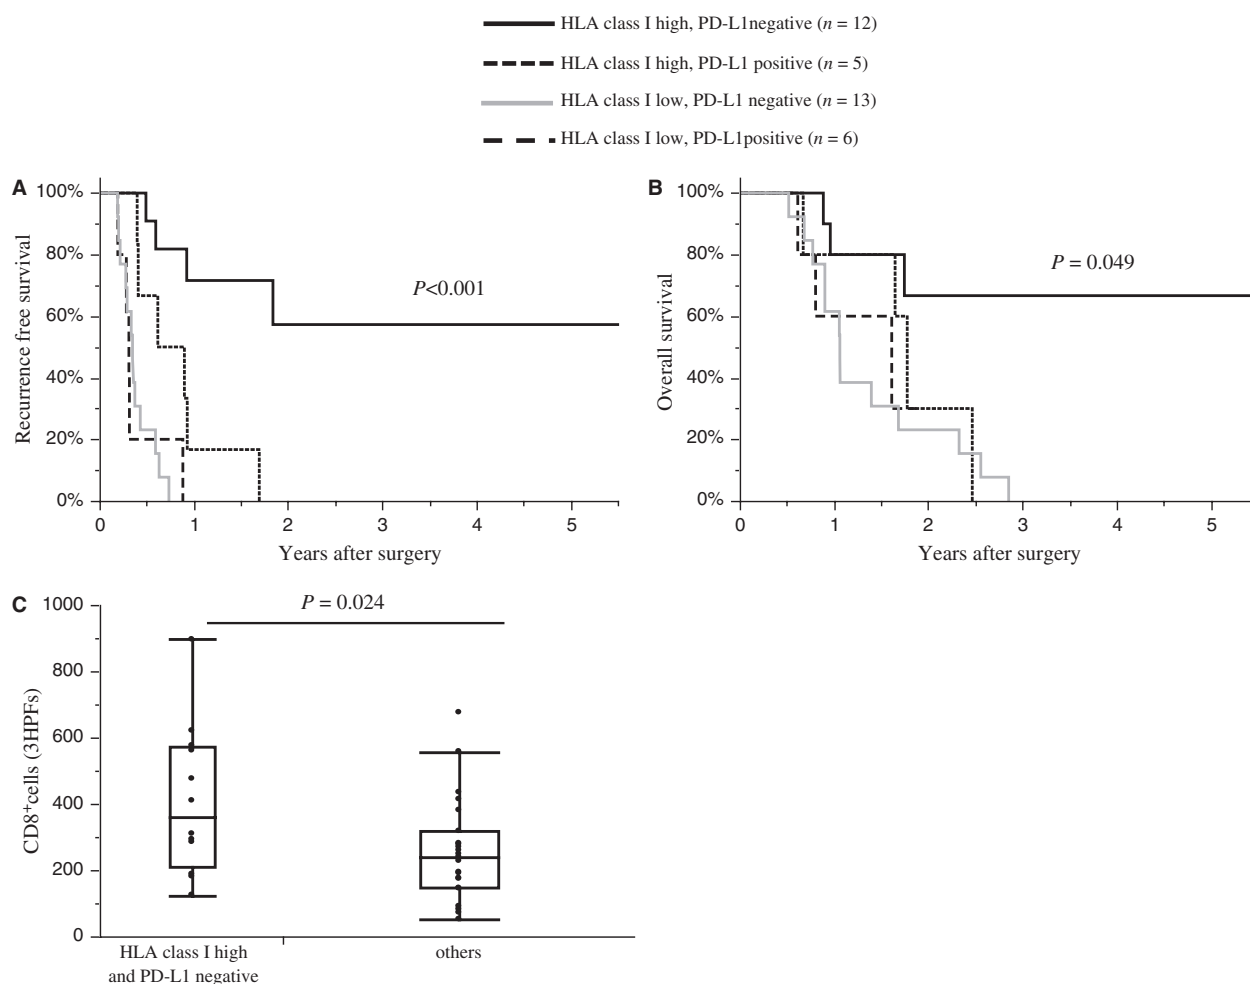 HLA class I high, PD-L1negative (n = 12)
HLA class I high, PD-L1 positive (n = 5)
HLA class I low, PD-L1 negative (n = 13)
HLA class I low, PD-L1positive (n = 6)
A
100%
80%
60%
40%
20%
0%
Recurrence free survival
P<0.001
0 1 2 3 4 5
Years after surgery
B
100%
80%
60%
40%
20%
0%
Overall survival
P = 0.049
0 1 2 3 4 5
Years after surgery
C
1000
800
600
400
200
0
CD8⁺cells (3HPFs)
P = 0.024
HLA class I high
and PD-L1 negative
others